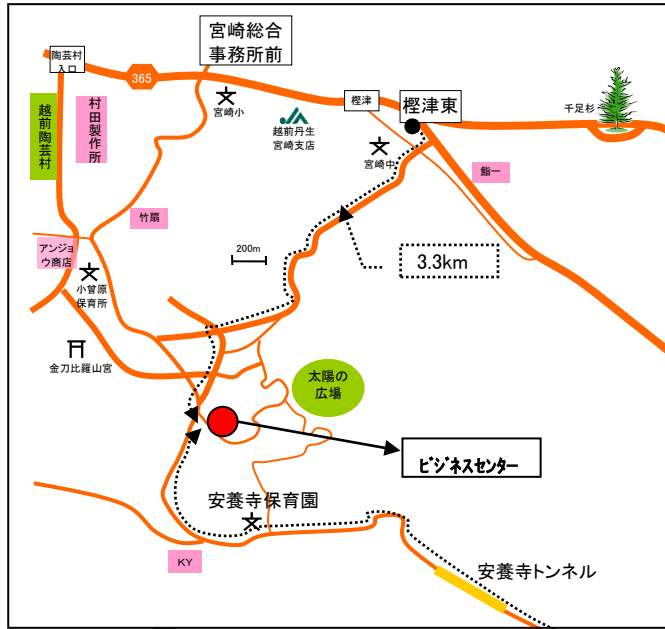 宮崎総合
事務所前
陶芸村
入口
365
宮崎小
樫津
樫津東
千足杉
越前陶芸村
村田製作所
越前丹生
宮崎支店
宮崎中
鮨一
竹扇
アンジョ
ウ商店
200m
3.3km
小曽原
保育所
金刀比羅山宮
太陽の
広場
ビジネスセンター
安養寺保育園
KY
安養寺トンネル